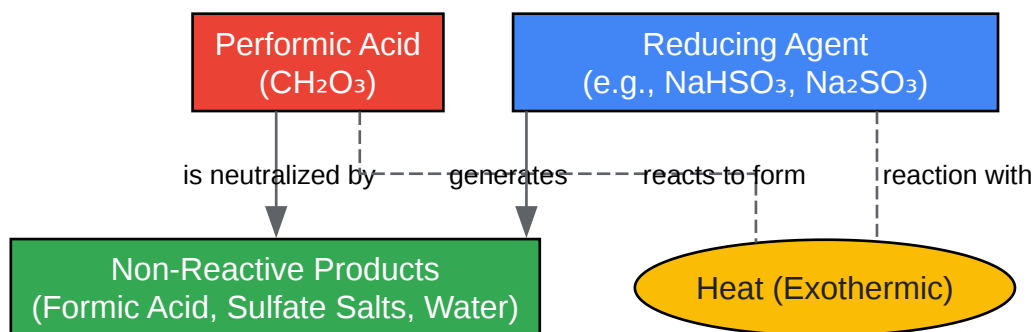 Performic Acid
(CH₂O₃)
Reducing Agent
(e.g., NaHSO₃, Na₂SO₃)
is neutralized by
generates
reacts to form
reaction with
Non-Reactive Products
(Formic Acid, Sulfate Salts, Water)
Heat (Exothermic)